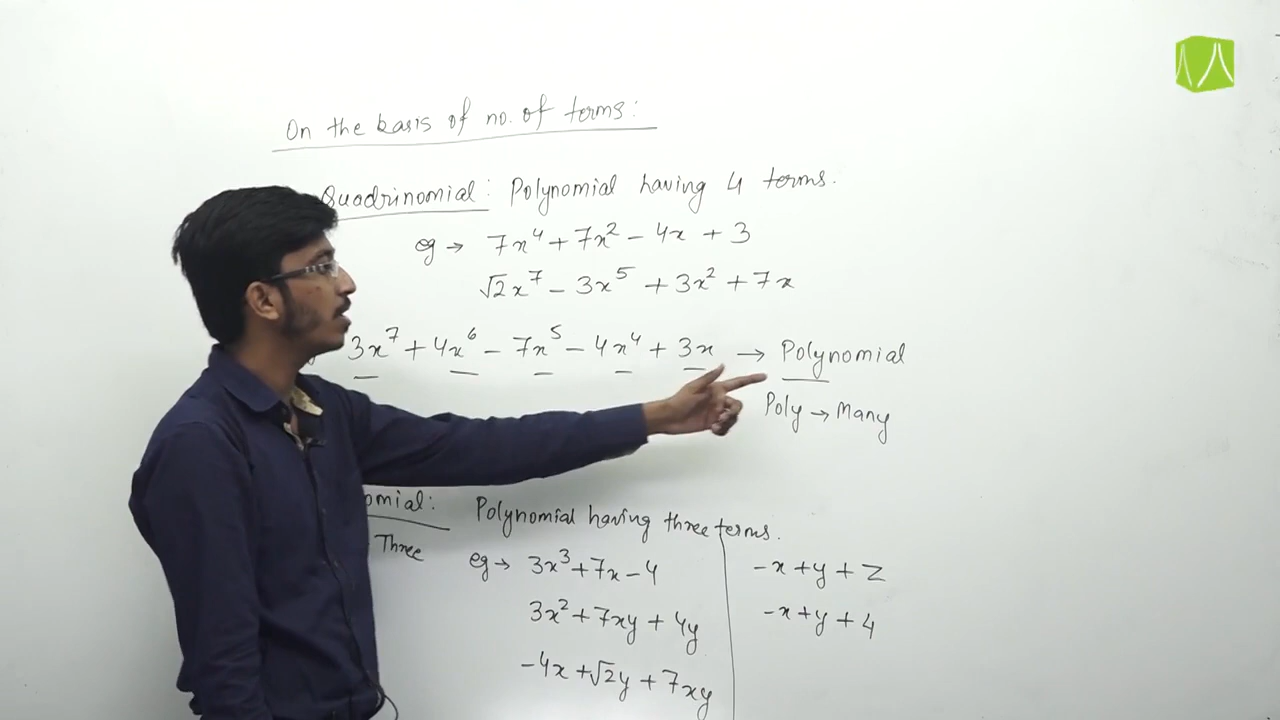 On the basis of no. of terms:
Quadrinomial: Polynomial having 4 terms.
eg → 7x⁴ + 7x² - 4x + 3
√2x⁷ - 3x⁵ + 3x² + 7x
3x⁷ + 4x⁶ - 7x⁵ - 4x⁴ + 3x → Polynomial
Poly → Many
omial: Polynomial having three terms.
Three
eg → 3x³ + 7x - 4
3x² + 7xy + 4y
-4x + √2y + 7xy
-x + y + z
-x + y + 4